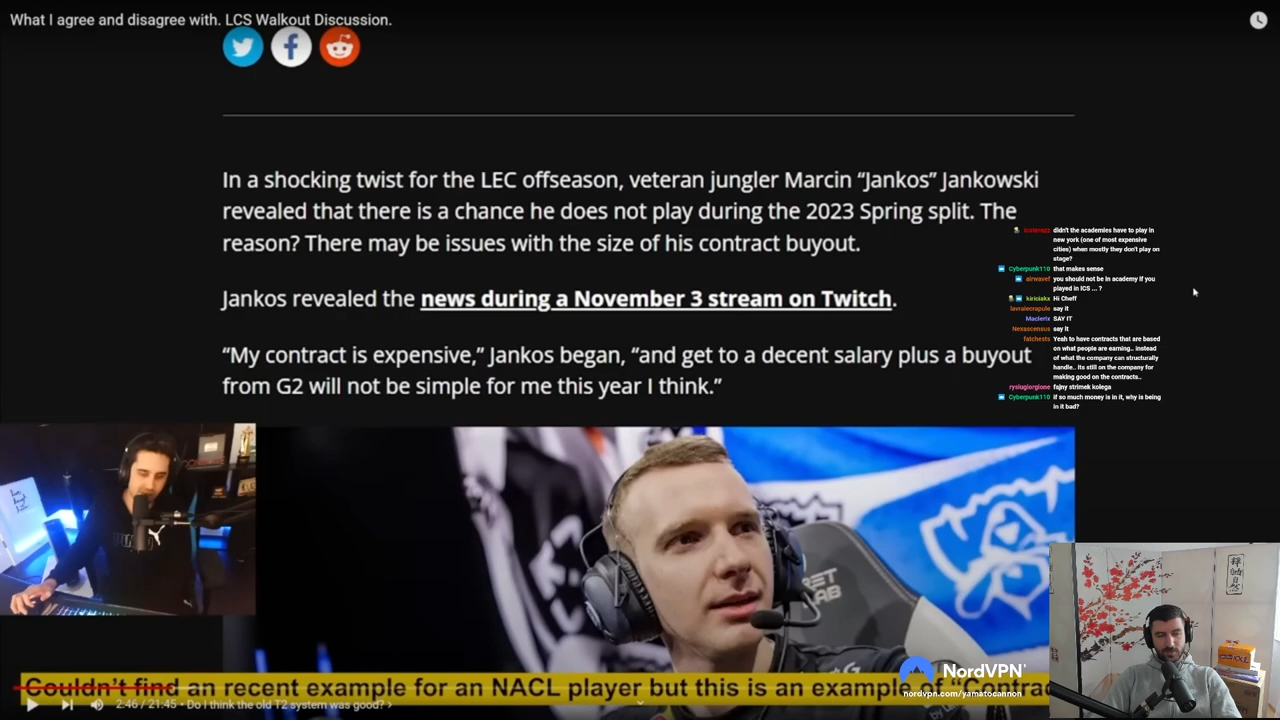 What I agree and disagree with. LCS Walkout Discussion.
In a shocking twist for the LEC offseason, veteran jungler Marcin “Jankos” Jankowski
revealed that there is a chance he does not play during the 2023 Spring split. The
reason? There may be issues with the size of his contract buyout.
Jankos revealed the news during a November 3 stream on Twitch.
“My contract is expensive,” Jankos began, “and get to a decent salary plus a buyout
from G2 will not be simple for me this year I think.”
didn't the academies have to play in
new york (one of most expensive
cities) when mostly they don't play on
stage?
Cyberpunk110 that makes sense
airwavef you should not be in academy if you
played in lCS ... ?
kiriciakx Hi Cheff
lavralecrapule say it
Maclerix SAY IT
Nexascensus say it
fatchests Yeah to have contracts that are based
on what people are earning.. instead
of what the company can structurally
handle.. Its still on the company for
making good on the contracts..
ryslugiorgione fajny strimek kolega
Cyberpunk110 if so much money is in it, why is being
in it bad?
NordVPN
nordvpn.com/yamatocannon
Couldn't find an recent example for an NACL player but this is an example of "Contrac
2:46 / 21:45 • Do I think the old T2 system was good? >